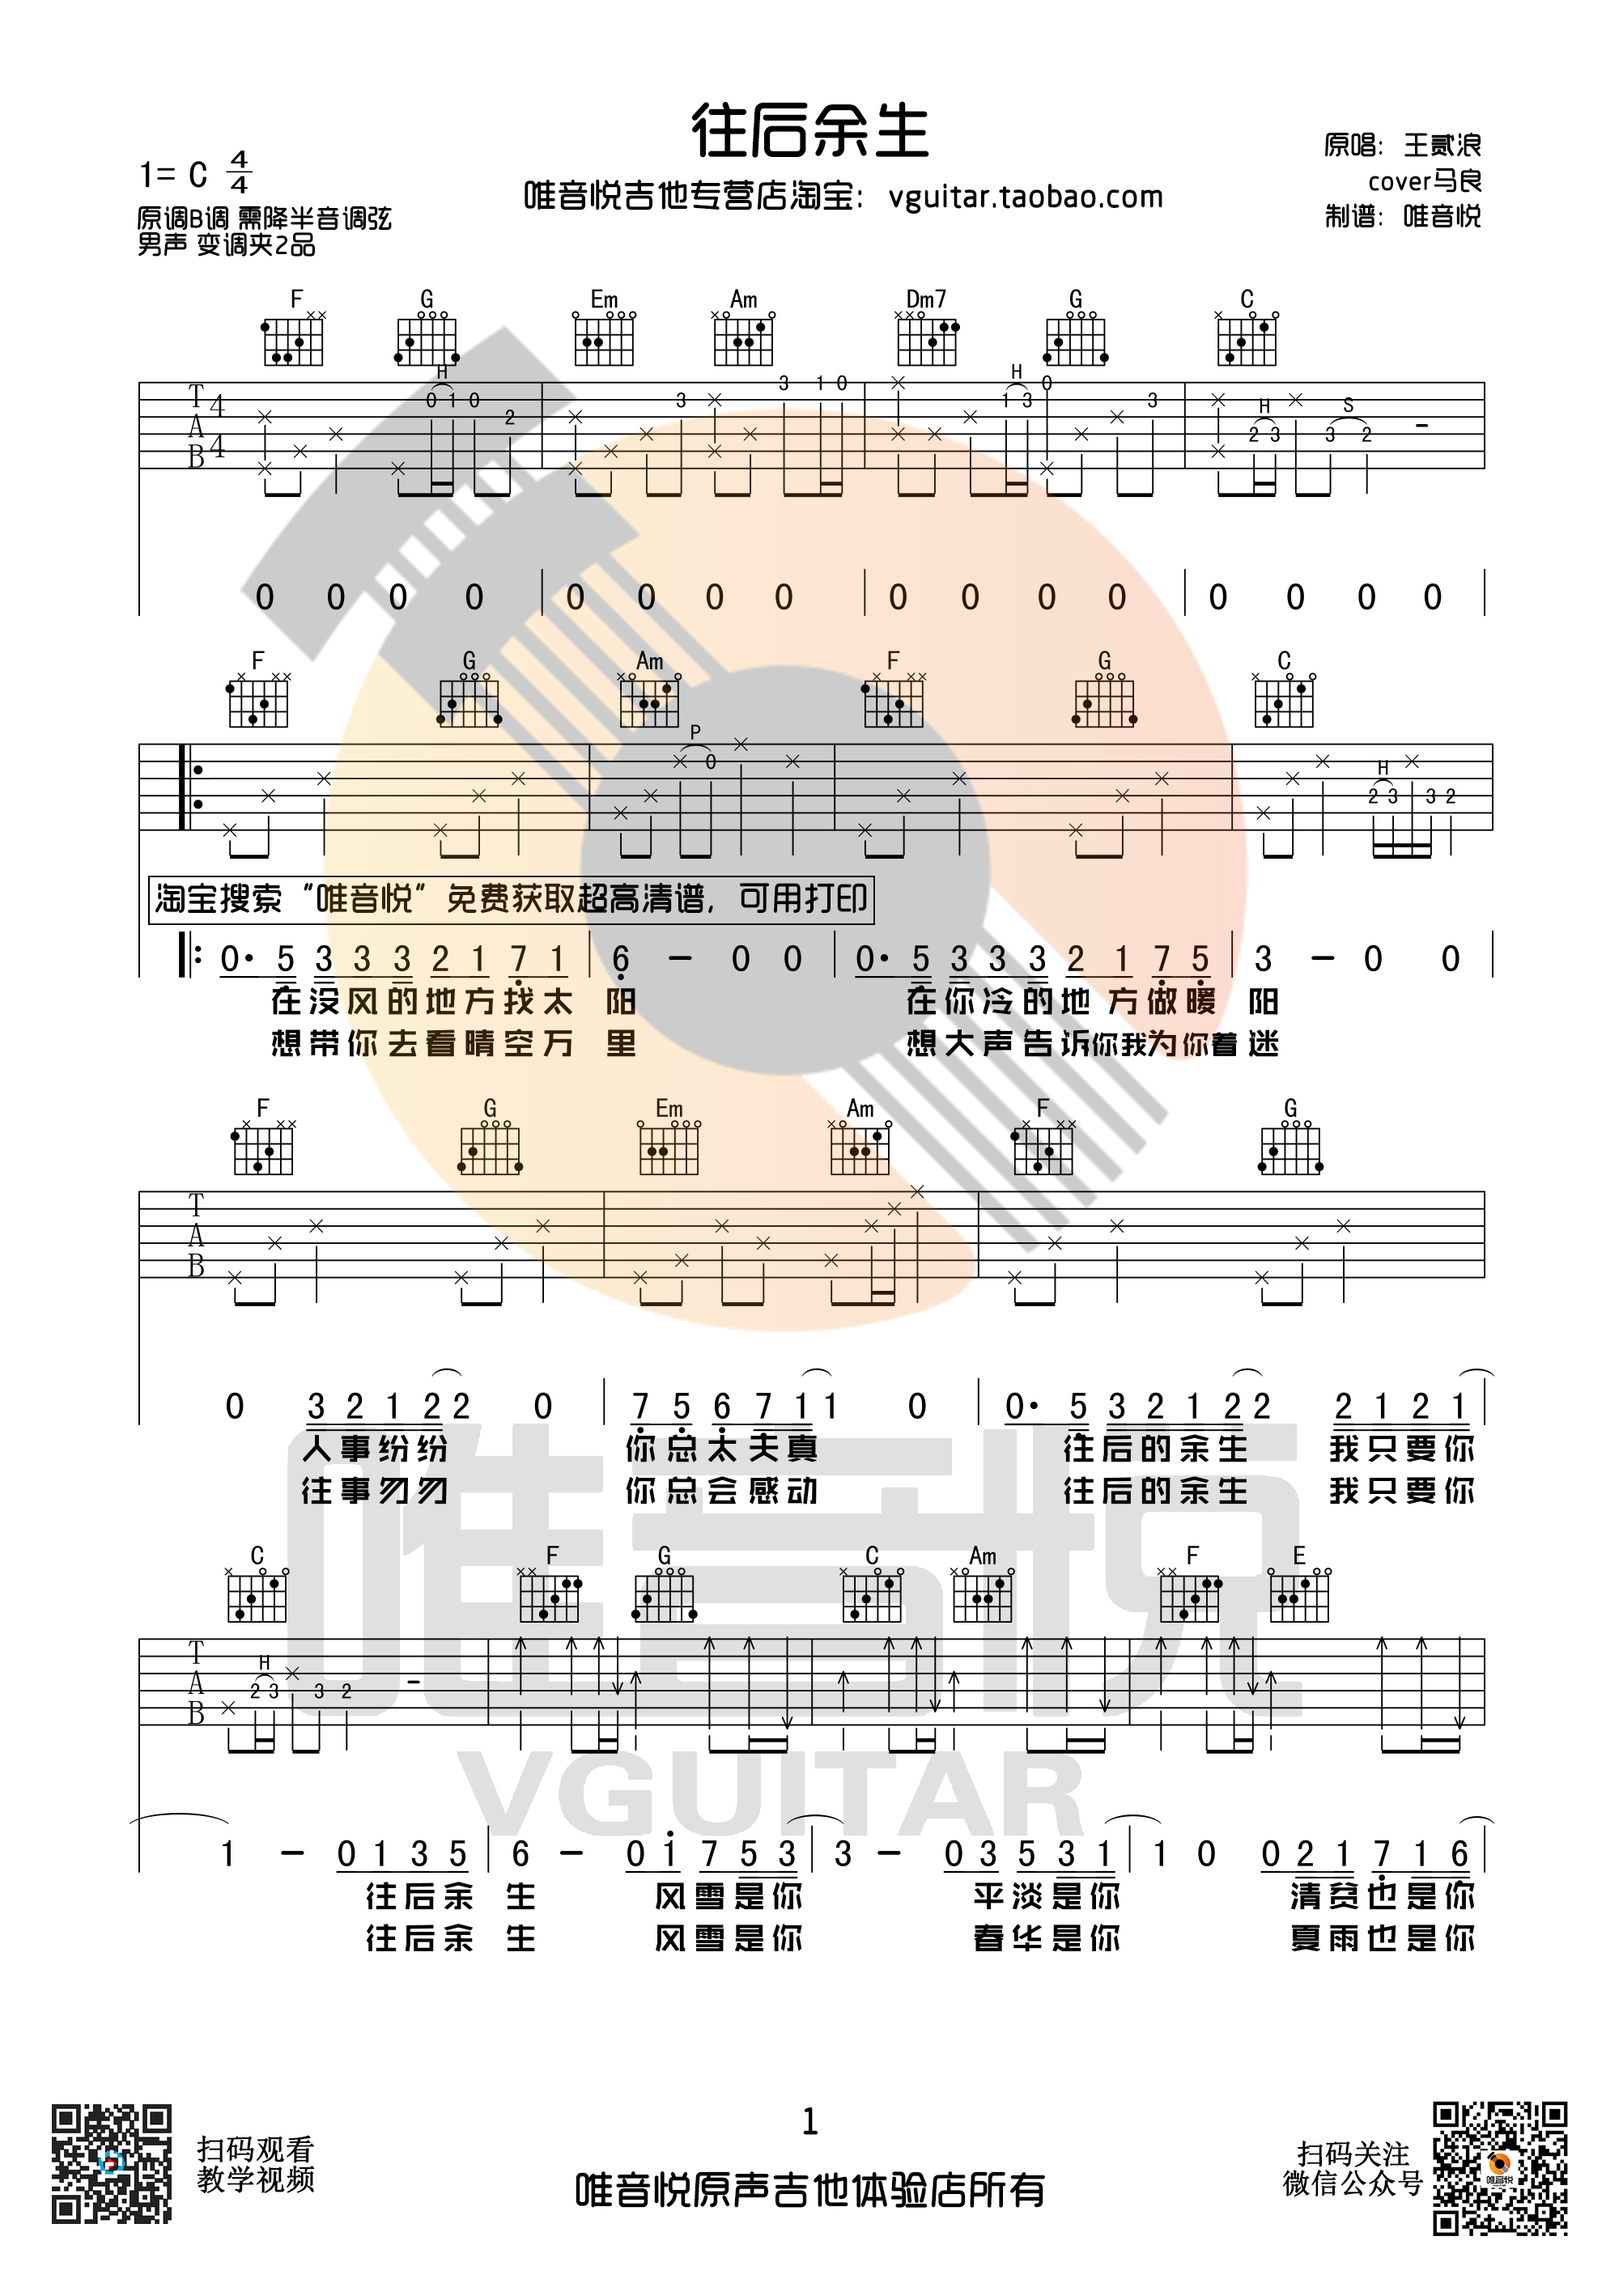 往后余生
1= C 4/4
唯音悦吉他专营店淘宝：vguitar.taobao.com
原调B调 需降半音调弦
男声 变调夹2品
原唱：王贰浪
cover马良
制谱：唯音悦
F G Em Am Dm7 G C
H H H S
T 4 0 1 0 2 3 3 1 0 1 3 0 3 2 3 3 2 -
A
B 4
0 0 0 0 0 0 0 0 0 0 0 0 0 0 0 0
F G Am F G C
P H
0 2 3 3 2
淘宝搜索“唯音悦”免费获取超高清谱，可用打印
0· 5 3 3 3 2 1 7 1 6 - 0 0 0· 5 3 3 3 2 1 7 5 3 - 0 0
在没风的地方找太 阳 在你冷的地方做暖 阳
想带你去看晴空万 里 想大声告诉你我为你着迷
F G Em Am F G
T
A
B
0 3 2 1 2 2 0 7 5 6 7 1 1 0 0· 5 3 2 1 2 2 2 1 2 1
人事纷纷 你总太天真 往后的余生 我只要你
往事勿勿 你总会感动 往后的余生 我只要你
C F G C Am F E
H
T
A 2 3 3 2 -
B
1 - 0 1 3 5 6 - 0 1 7 5 3 3 - 0 3 5 3 1 1 0 0 2 1 7 1 6
往后余 生 风雪是你 平淡是你 清贫也是你
往后余 生 风雪是你 春华是你 夏雨也是你
唯音悦
VGUITAR
扫码观看
教学视频
1
唯音悦原声吉他体验店所有
扫码关注
微信公众号
唯音悦